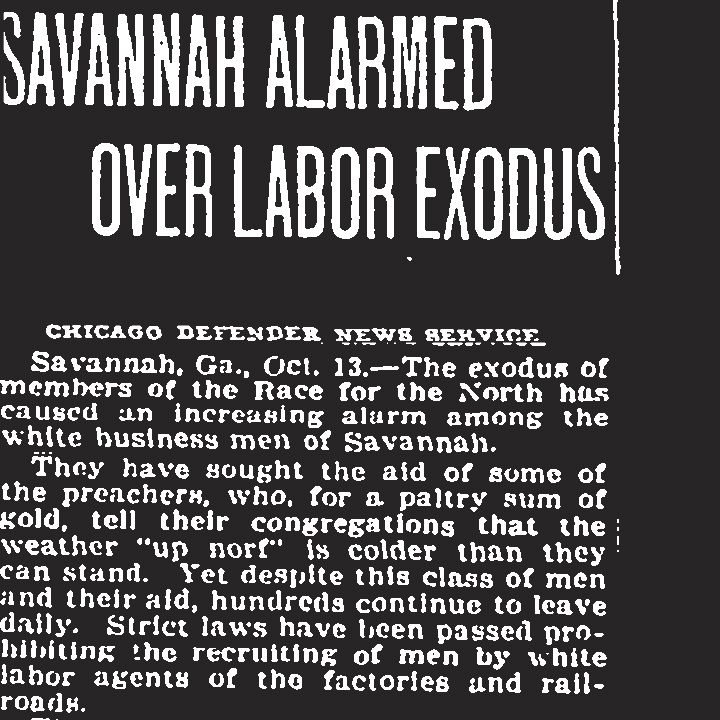 SAVANNAH ALARMED
OVER LABOR EXODUS
CHICAGO DEFENDER NEWS SERVICE
Savannah, Ga., Oct. 13.—The exodus of
members of the Race for the North has
caused an increasing alarm among the
white business men of Savannah.
They have sought the aid of some of
the preachers, who, for a paltry sum of
gold, tell their congregations that the
weather "up norf" is colder than they
can stand. Yet despite this class of men
and their aid, hundreds continue to leave
daily. Strict laws have been passed pro-
hibiting the recruiting of men by white
labor agents of the factories and rail-
roads.